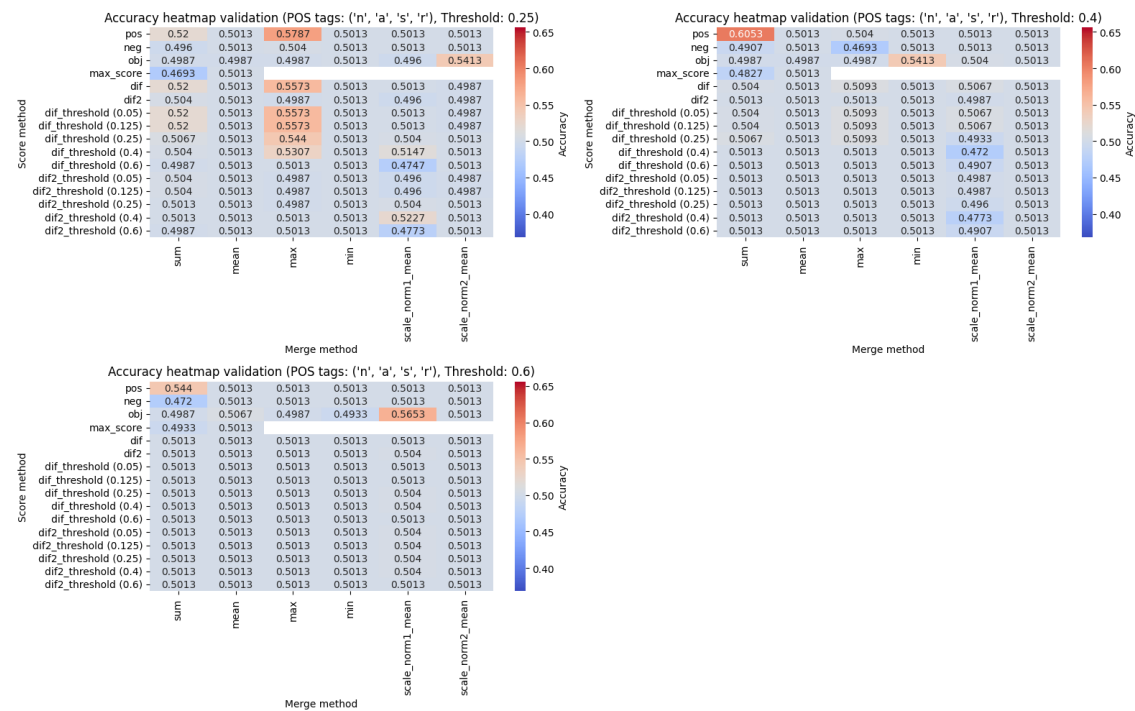 Accuracy heatmap validation (POS tags: ('n', 'a', 's', 'r'), Threshold: 0.25)
pos 0.52 0.5013 0.5787 0.5013 0.5013 0.5013
neg 0.496 0.5013 0.504 0.5013 0.5013 0.5013
obj 0.4987 0.4987 0.4987 0.5013 0.496 0.5413
max_score 0.4693 0.5013
dif 0.52 0.5013 0.5573 0.5013 0.5013 0.4987
dif2 0.504 0.5013 0.4987 0.5013 0.496 0.4987
dif_threshold (0.05) 0.52 0.5013 0.5573 0.5013 0.5013 0.4987
dif_threshold (0.125) 0.52 0.5013 0.5573 0.5013 0.5013 0.4987
dif_threshold (0.25) 0.5067 0.5013 0.544 0.5013 0.504 0.5013
dif_threshold (0.4) 0.504 0.5013 0.5307 0.5013 0.5147 0.5013
dif_threshold (0.6) 0.4987 0.5013 0.5013 0.5013 0.4747 0.5013
dif2_threshold (0.05) 0.504 0.5013 0.4987 0.5013 0.496 0.4987
dif2_threshold (0.125) 0.504 0.5013 0.4987 0.5013 0.496 0.4987
dif2_threshold (0.25) 0.5013 0.5013 0.4987 0.5013 0.504 0.5013
dif2_threshold (0.4) 0.5013 0.5013 0.5013 0.5013 0.5227 0.5013
dif2_threshold (0.6) 0.4987 0.5013 0.5013 0.5013 0.4773 0.5013
Score method
sum mean max min scale_norm1_mean scale_norm2_mean
Merge method
0.65
0.60
0.55
0.50
0.45
0.40
Accuracy
Accuracy heatmap validation (POS tags: ('n', 'a', 's', 'r'), Threshold: 0.4)
pos 0.6053 0.5013 0.504 0.5013 0.5013 0.5013
neg 0.4907 0.5013 0.4693 0.5013 0.5013 0.5013
obj 0.4987 0.4987 0.4987 0.5413 0.504 0.5013
max_score 0.4827 0.5013
dif 0.504 0.5013 0.5093 0.5013 0.5067 0.5013
dif2 0.5013 0.5013 0.5013 0.5013 0.4987 0.5013
dif_threshold (0.05) 0.504 0.5013 0.5093 0.5013 0.5067 0.5013
dif_threshold (0.125) 0.504 0.5013 0.5093 0.5013 0.5067 0.5013
dif_threshold (0.25) 0.5067 0.5013 0.5093 0.5013 0.4933 0.5013
dif_threshold (0.4) 0.5013 0.5013 0.5013 0.5013 0.472 0.5013
dif_threshold (0.6) 0.5013 0.5013 0.5013 0.5013 0.4907 0.5013
dif2_threshold (0.05) 0.5013 0.5013 0.5013 0.5013 0.4987 0.5013
dif2_threshold (0.125) 0.5013 0.5013 0.5013 0.5013 0.4987 0.5013
dif2_threshold (0.25) 0.5013 0.5013 0.5013 0.5013 0.496 0.5013
dif2_threshold (0.4) 0.5013 0.5013 0.5013 0.5013 0.4773 0.5013
dif2_threshold (0.6) 0.5013 0.5013 0.5013 0.5013 0.4907 0.5013
Score method
sum mean max min scale_norm1_mean scale_norm2_mean
Merge method
0.65
0.60
0.55
0.50
0.45
0.40
Accuracy
Accuracy heatmap validation (POS tags: ('n', 'a', 's', 'r'), Threshold: 0.6)
pos 0.544 0.5013 0.5013 0.5013 0.5013 0.5013
neg 0.472 0.5013 0.5013 0.5013 0.5013 0.5013
obj 0.4987 0.5067 0.4987 0.4933 0.5653 0.5013
max_score 0.4933 0.5013
dif 0.5013 0.5013 0.5013 0.5013 0.5013 0.5013
dif2 0.5013 0.5013 0.5013 0.5013 0.504 0.5013
dif_threshold (0.05) 0.5013 0.5013 0.5013 0.5013 0.5013 0.5013
dif_threshold (0.125) 0.5013 0.5013 0.5013 0.5013 0.5013 0.5013
dif_threshold (0.25) 0.5013 0.5013 0.5013 0.5013 0.504 0.5013
dif_threshold (0.4) 0.5013 0.5013 0.5013 0.5013 0.504 0.5013
dif_threshold (0.6) 0.5013 0.5013 0.5013 0.5013 0.5013 0.5013
dif2_threshold (0.05) 0.5013 0.5013 0.5013 0.5013 0.504 0.5013
dif2_threshold (0.125) 0.5013 0.5013 0.5013 0.5013 0.504 0.5013
dif2_threshold (0.25) 0.5013 0.5013 0.5013 0.5013 0.504 0.5013
dif2_threshold (0.4) 0.5013 0.5013 0.5013 0.5013 0.504 0.5013
dif2_threshold (0.6) 0.5013 0.5013 0.5013 0.5013 0.5013 0.5013
Score method
sum mean max min scale_norm1_mean scale_norm2_mean
Merge method
0.65
0.60
0.55
0.50
0.45
0.40
Accuracy